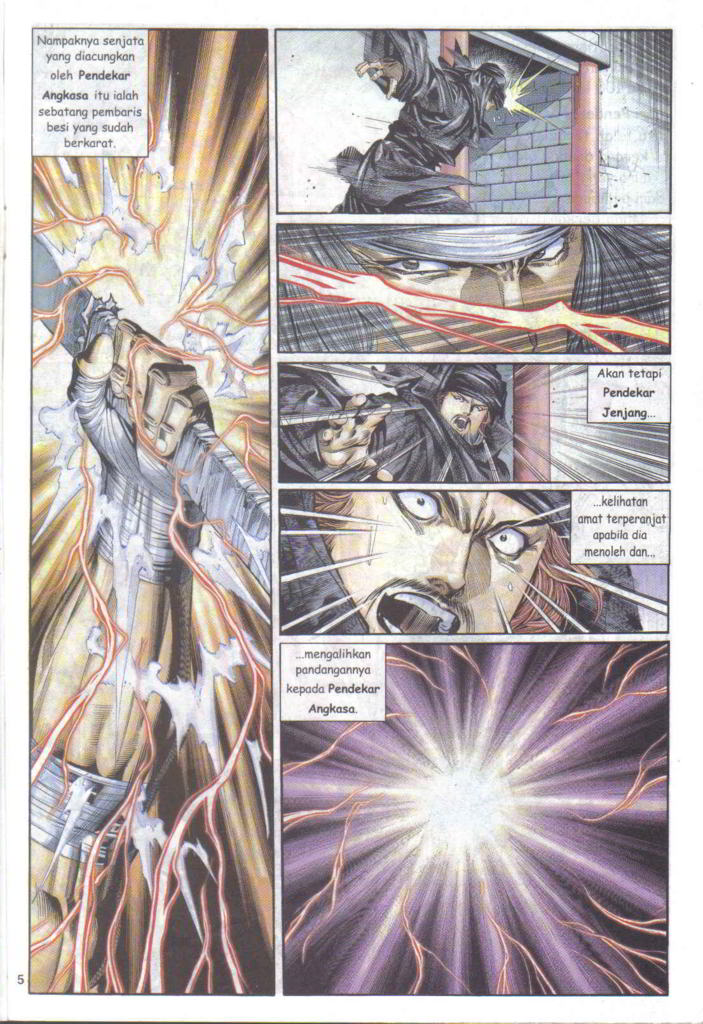 Nampaknya senjata
yang diacungkan
oleh Pendekar
Angkasa itu ialah
sebatang pembaris
besi yang sudah
berkarat.
Akan tetapi
Pendekar
Jenjang...
...kelihatan
amat terperanjat
apabila dia
menoleh dan...
...mengalihkan
pandangannya
kepada Pendekar
Angkasa.
5